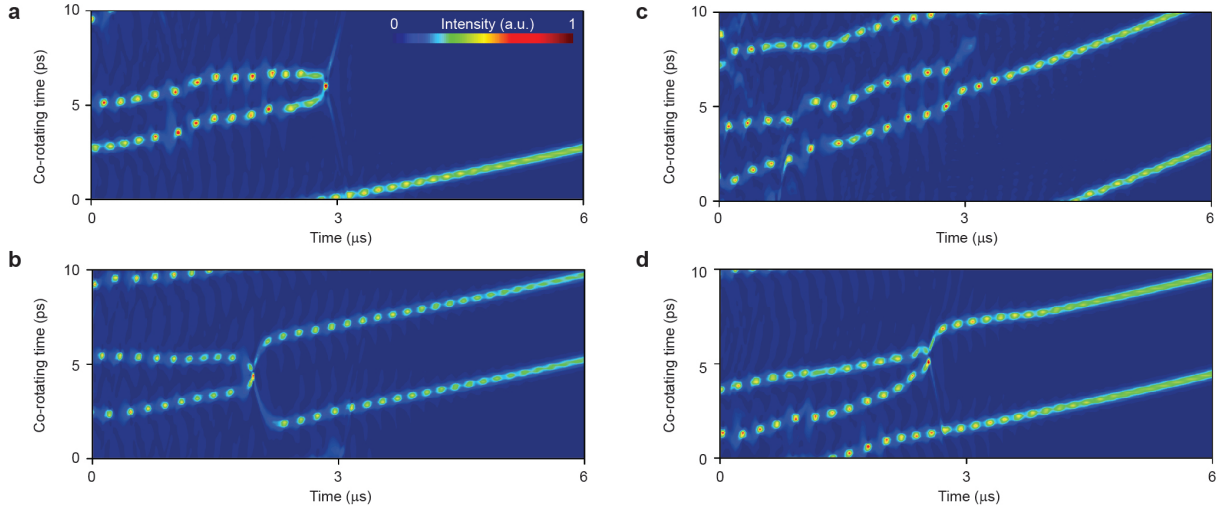 a
0 Intensity (a.u.) 1
Co-rotating time (ps)
10
5
0
0 3 6
Time (μs)
b
Co-rotating time (ps)
10
5
0
0 3 6
Time (μs)
c
Co-rotating time (ps)
10
5
0
0 3 6
Time (μs)
d
Co-rotating time (ps)
10
5
0
0 3 6
Time (μs)